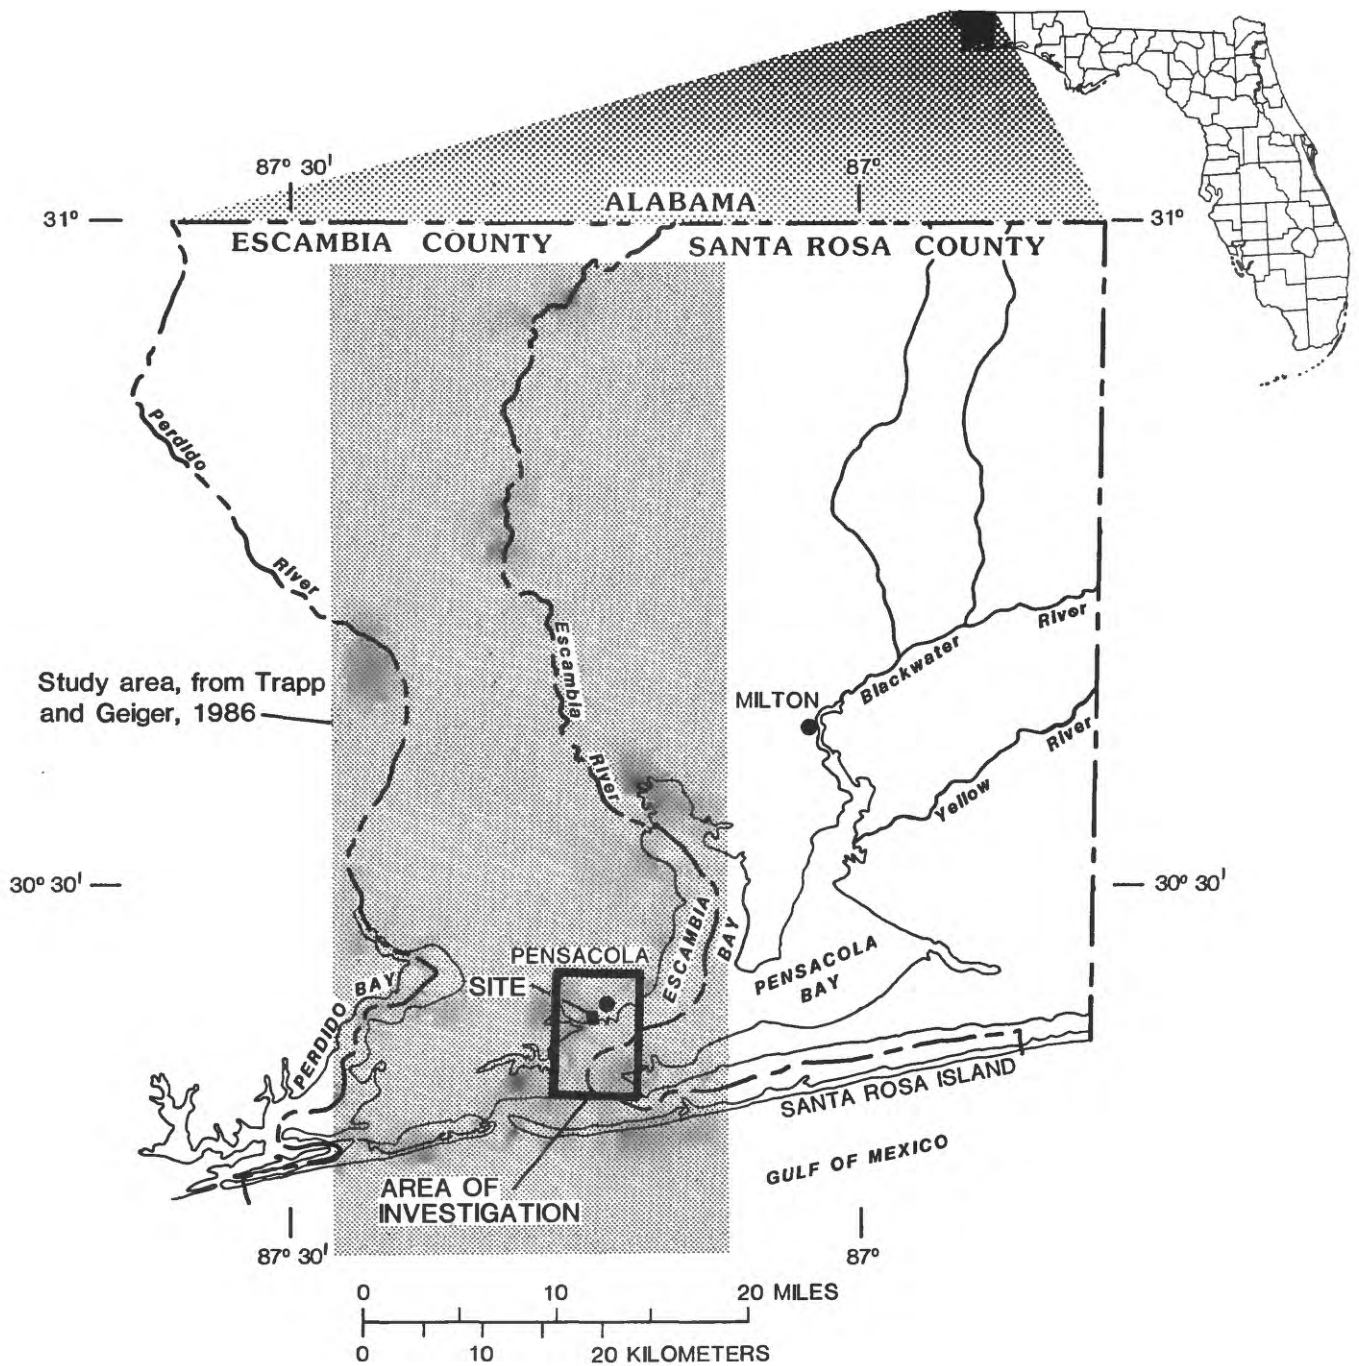 87° 30' 87°
31° ALABAMA 31°
ESCAMBIA COUNTY SANTA ROSA COUNTY
Perdido
River
Escambia
River
Study area, from Trapp
and Geiger, 1986
MILTON
Blackwater River
Yellow River
30° 30' 30° 30'
ESCAMBIA BAY
PENSACOLA
SITE
PERDIDO BAY
PENSACOLA
BAY
SANTA ROSA ISLAND
GULF OF MEXICO
AREA OF
INVESTIGATION
87° 30' 87°
0 10 20 MILES
0 10 20 KILOMETERS